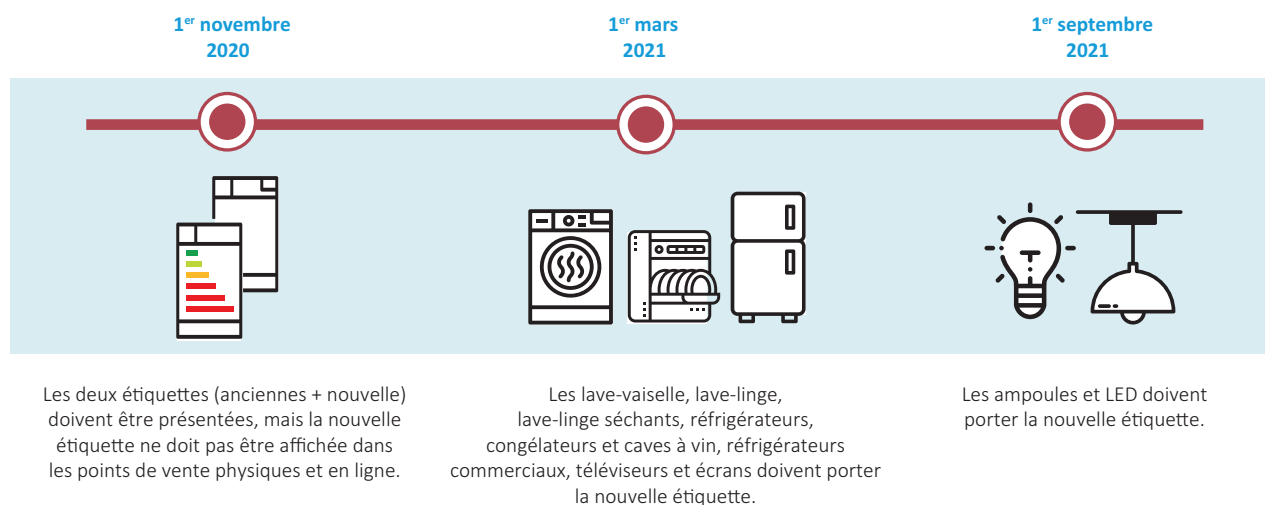 1er novembre
2020
1er mars
2021
1er septembre
2021
Les deux étiquettes (anciennes + nouvelle)
doivent être présentées, mais la nouvelle
étiquette ne doit pas être affichée dans
les points de vente physiques et en ligne.
Les lave-vaiselle, lave-linge,
lave-linge séchants, réfrigérateurs,
congélateurs et caves à vin, réfrigérateurs
commerciaux, téléviseurs et écrans doivent porter
la nouvelle étiquette.
Les ampoules et LED doivent
porter la nouvelle étiquette.